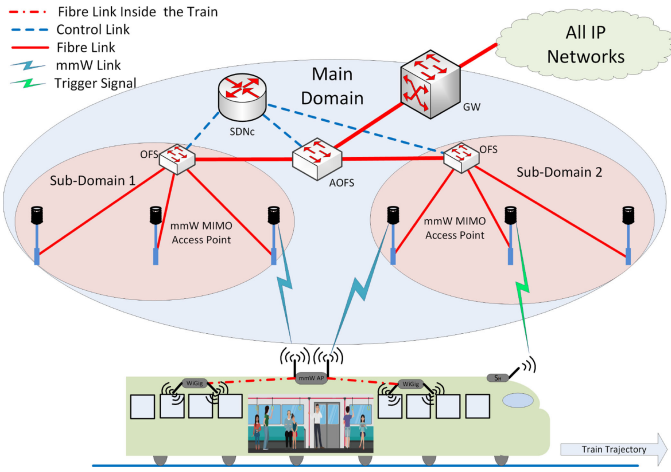 Fibre Link Inside the Train
Control Link
Fibre Link
mmW Link
Trigger Signal
All IP
Networks
Main
Domain
GW
SDNc
OFS
OFS
AOFS
Sub-Domain 1
Sub-Domain 2
mmW MIMO
Access Point
mmW MIMO
Access Point
WiGig
mmW AP
WiGig
Train Trajectory